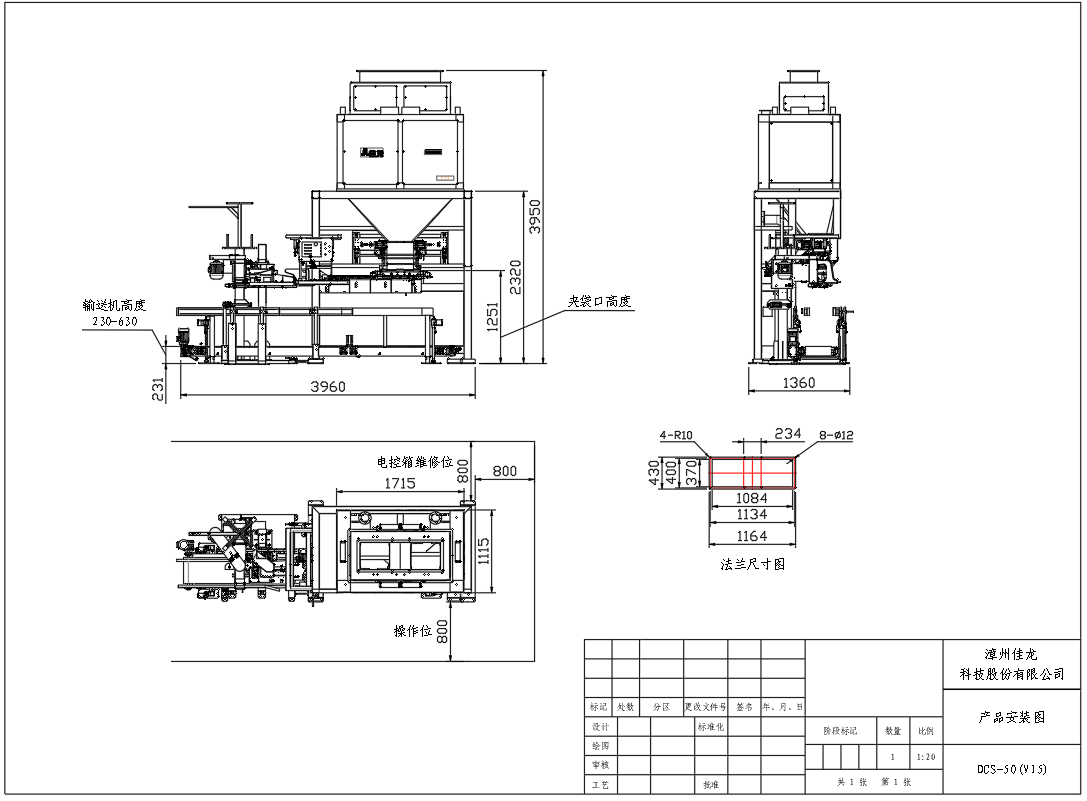 输送机高度
230-630
231
3960
1251
2320
3950
夹袋口高度
1360
电控箱维修位
800
800
1715
1115
操作位
800
4-R10
234
8-Ø12
430
400
370
1084
1134
1164
法兰尺寸图
标记 处数 分区 更改文件号 签名 年、月、日
设计 标准化
绘图
审核
工艺 批准
阶段标记 数量 比例
1 1:20
共 1 张 第 1 张
漳州佳龙
科技股份有限公司
产品安装图
DCS-50(V15)